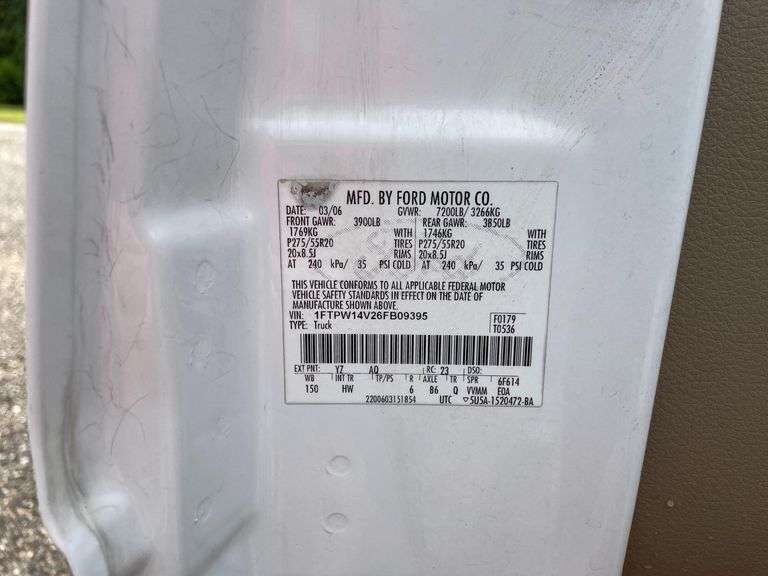 MFD. BY FORD MOTOR CO.
DATE: 03/06 GVWR: 7200LB/ 3266KG
FRONT GAWR: 3900LB REAR GAWR: 3850LB
1769KG WITH 1746KG WITH
P275/55R20 TIRES P275/55R20 TIRES
20x8.5J RIMS 20x8.5J RIMS
AT 240 kPa/ 35 PSI COLD AT 240 kPa/ 35 PSI COLD
THIS VEHICLE CONFORMS TO ALL APPLICABLE FEDERAL MOTOR
VEHICLE SAFETY STANDARDS IN EFFECT ON THE DATE OF
MANUFACTURE SHOWN ABOVE.
VIN: 1FTPW14V26FB09395 F0179
TYPE: Truck T0536
EXT PNT: YZ AQ RC: 23 DSO:
WB INT TR TP/PS R AXLE TR SPR 6F614
150 HW 6 B6 Q VVMM EOA
2200603151854 UTC ▽5U5A-1520472-BA